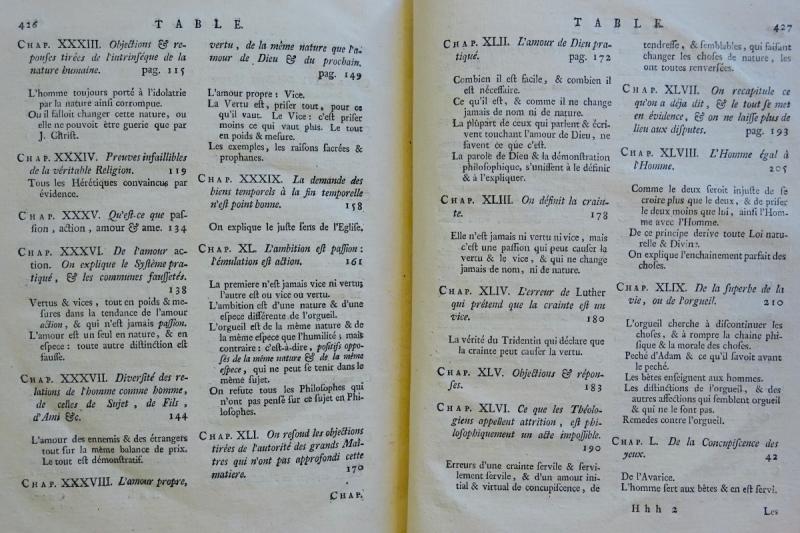 426 TABLE.
CHAP. XXXIII. Objections & re-
ponses tirées de l'intrinséque de la
nature humaine. pag. 115
L'homme toujours porté à l'idolatrie
par la nature ainsi corrompue.
Ou il falloit changer cette nature, ou
elle ne pouvoit être guerie que par
J. Christ.
CHAP. XXXIV. Preuves infaillibles
de la véritable Religion. 119
Tous les Hérétiques convaincus par
évidence.
CHAP. XXXV. Qu'est-ce que pas-
sion, action, amour & ame. 134
CHAP. XXXVI. De l'amour ac-
tion. On explique le Système pra-
tiqué, & les communes faussetés.
138
Vertus & vices, tout en poids & me-
sures dans la tendance de l'amour
action, & qui n'est jamais passion.
L'amour est un seul en nature, & en
espece: toute autre distinction est
fausse.
CHAP. XXXVII. Diversité des re-
lations de l'homme comme homme,
de celles de Sujet, de Fils,
d'Ami &c. 144
L'amour des ennemis & des étrangers
tout sur la même balance de prix.
Le tout est démonstratif.
CHAP. XXXVIII. L'amour propre,
vertu, de la même nature que l'a-
mour de Dieu & du prochain.
pag. 149
L'amour propre: Vice.
La Vertu est, priser tout, pour ce
qu'il vaut. Le Vice: c'est priser
moins ce qui vaut plus. Le tout
en poids & mesure.
Les exemples, les raisons sacrées &
prophanes.
CHAP. XXXIX. La demande des
biens temporels à la fin temporelle
n'est point bonne. 158
On explique le juste sens de l'Eglise.
CHAP. XL. L'ambition est passion:
l'émulation est action. 161
La premiere n'est jamais vice ni vertu;
l'autre est ou vice ou vertu.
L'ambition est d'une nature & d'une
espece différente de l'orgueil.
L'orgueil est de la même nature & de
la même espece que l'humilité; mais
contraire: c'est-à-dire, positifs oppo-
sés de la même nature & de la même
espece, qui ne peut se tenir dans le
même sujet.
On refute tous les Philosophes qui
n'ont pas pensé sur ce sujet en Phi-
losophes.
CHAP. XLI. On resoud les objections
tirées de l'autorité des grands Maî-
tres qui n'ont pas approfondi cette
matiere. 170
CHAP.
TABLE. 427
CHAP. XLII. L'amour de Dieu pra-
tiqué. pag. 172
Combien il est facile, & combien il
est nécessaire.
Ce qu'il est, & comme il ne change
jamais de nom ni de nature.
La plûpart de ceux qui parlent & écri-
vent touchant l'amour de Dieu, ne
savent ce que c'est.
La parole de Dieu & la démonstration
philosophique, s'unissent à le définir
& à l'expliquer.
CHAP. XLIII. On définit la crain-
te. 178
Elle n'est jamais ni vertu ni vice, mais
c'est une passion qui peut causer la
vertu & le vice, & qui ne change
jamais de nom, ni de nature.
CHAP. XLIV. L'erreur de Luther
qui prétend que la crainte est un
vice. 180
La vérité du Tridentin qui déclare que
la crainte peut causer la vertu.
CHAP. XLV. Objections & répon-
ses. 183
CHAP. XLVI. Ce que les Théolo-
giens appellent attrition, est phi-
losophiquement un acte impossible.
190
Erreurs d'une crainte servile & servi-
lement servile, & d'un amour ini-
tial & virtual de concupiscence, de
tendresse, & semblables, qui faisant
changer les choses de nature, les
ont toutes renversées.
CHAP. XLVII. On recapitule ce
qu'on a déja dit, & le tout se met
en évidence, & on ne laisse plus de
lieu aux disputes. pag. 193
CHAP. XLVIII. L'Homme égal à
l'Homme. 205
Comme le deux seroit injuste de se
croire plus que le deux, & de priser
le deux moins que lui, ainsi l'Hom-
me avec l'Homme.
De ce principe derive toute Loi natu-
relle & Divine.
On explique l'enchainement parfait des
choses.
CHAP. XLIX. De la superbe de la
vie, ou de l'orgueil. 210
L'orgueil cherche à discontinuer les
choses, & à rompre la chaine phi-
sique & la morale des choses.
Peché d'Adam & ce qu'il savoit avant
le peché.
Les bêtes enseignent aux hommes.
Les distinctions de l'orgueil, & des
autres affections qui semblent orgueil
& qui ne le sont pas.
Remedes contre l'orgueil.
CHAP. L. De la Concupiscence des
yeux. 42
De l'Avarice.
L'homme sert aux bêtes & en est servi.
Hhh 2 Les